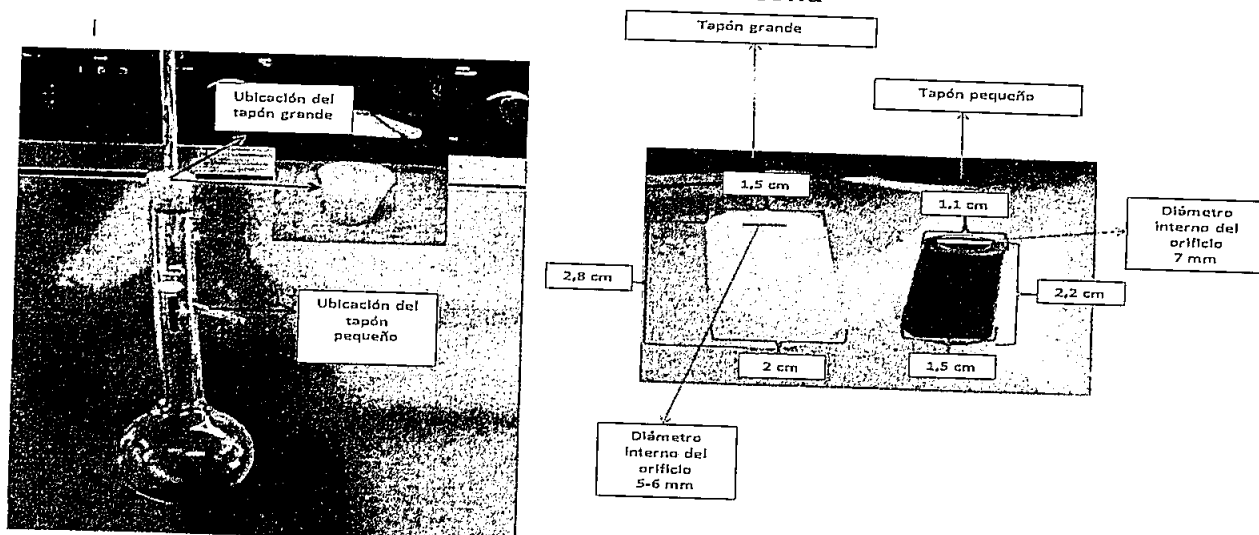 Ubicación del
tapón grande
Ubicación del
tapón
pequeño
Tapón grande
Tapón pequeño
1,5 cm
1,1 cm
Diámetro
interno del
orificio
7 mm
2,8 cm
2,2 cm
2 cm
1,5 cm
Diámetro
interno del
orificio
5-6 mm